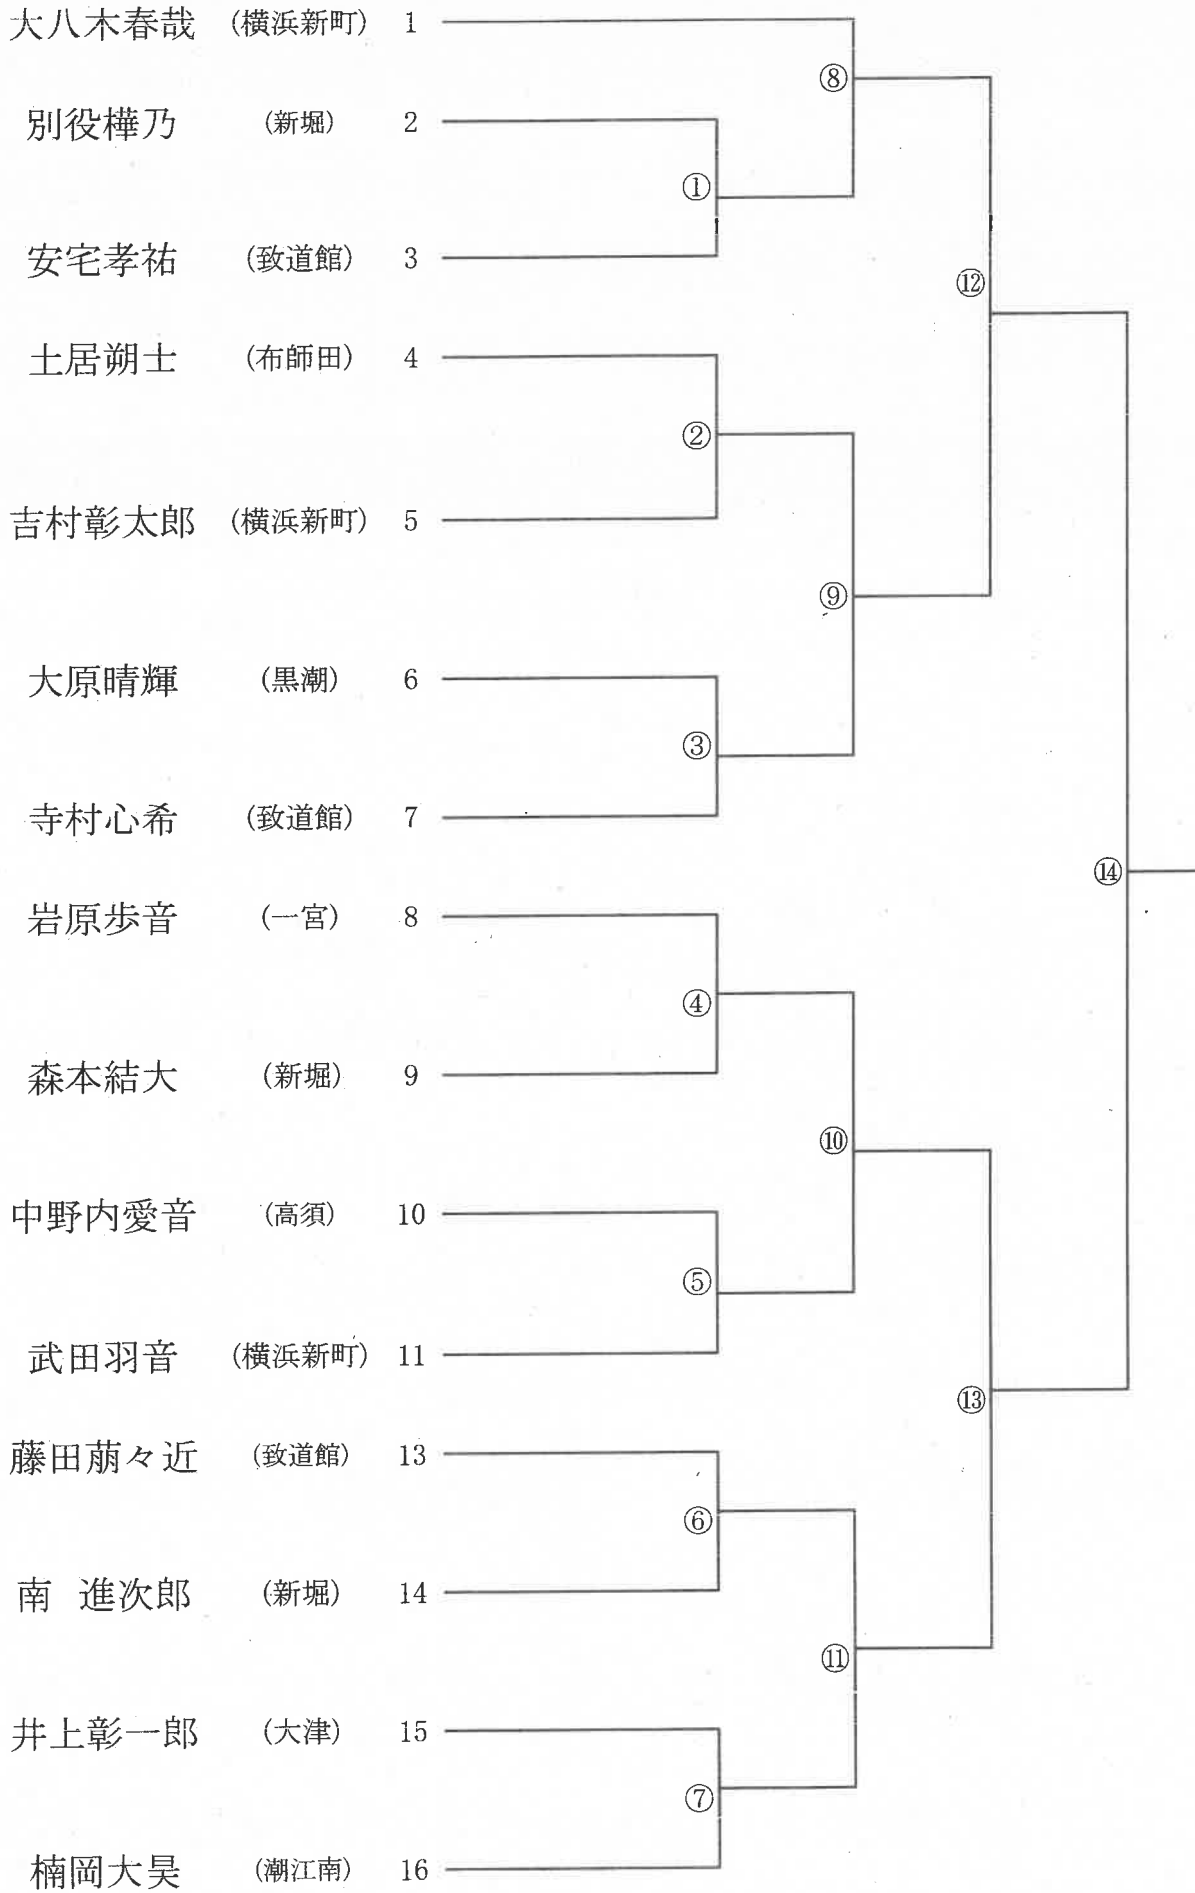 大八木春哉 (横浜新町) 1
⑧
別役樺乃 (新堀) 2
①
安宅孝祐 (致道館) 3
⑫
土居朔士 (布師田) 4
②
吉村彰太郎 (横浜新町) 5
⑨
大原晴輝 (黒潮) 6
③
寺村心希 (致道館) 7
⑭
岩原歩音 (一宮) 8
④
森本結大 (新堀) 9
⑩
中野内愛音 (高須) 10
⑤
武田羽音 (横浜新町) 11
⑬
藤田萠々近 (致道館) 13
⑥
南 進次郎 (新堀) 14
⑪
井上彰一郎 (大津) 15
⑦
楠岡大昊 (潮江南) 16